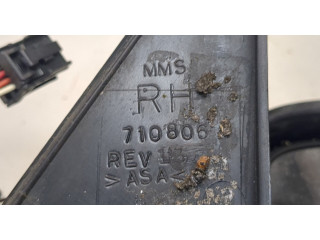 MMS
RH
710806
REV
>ASA<